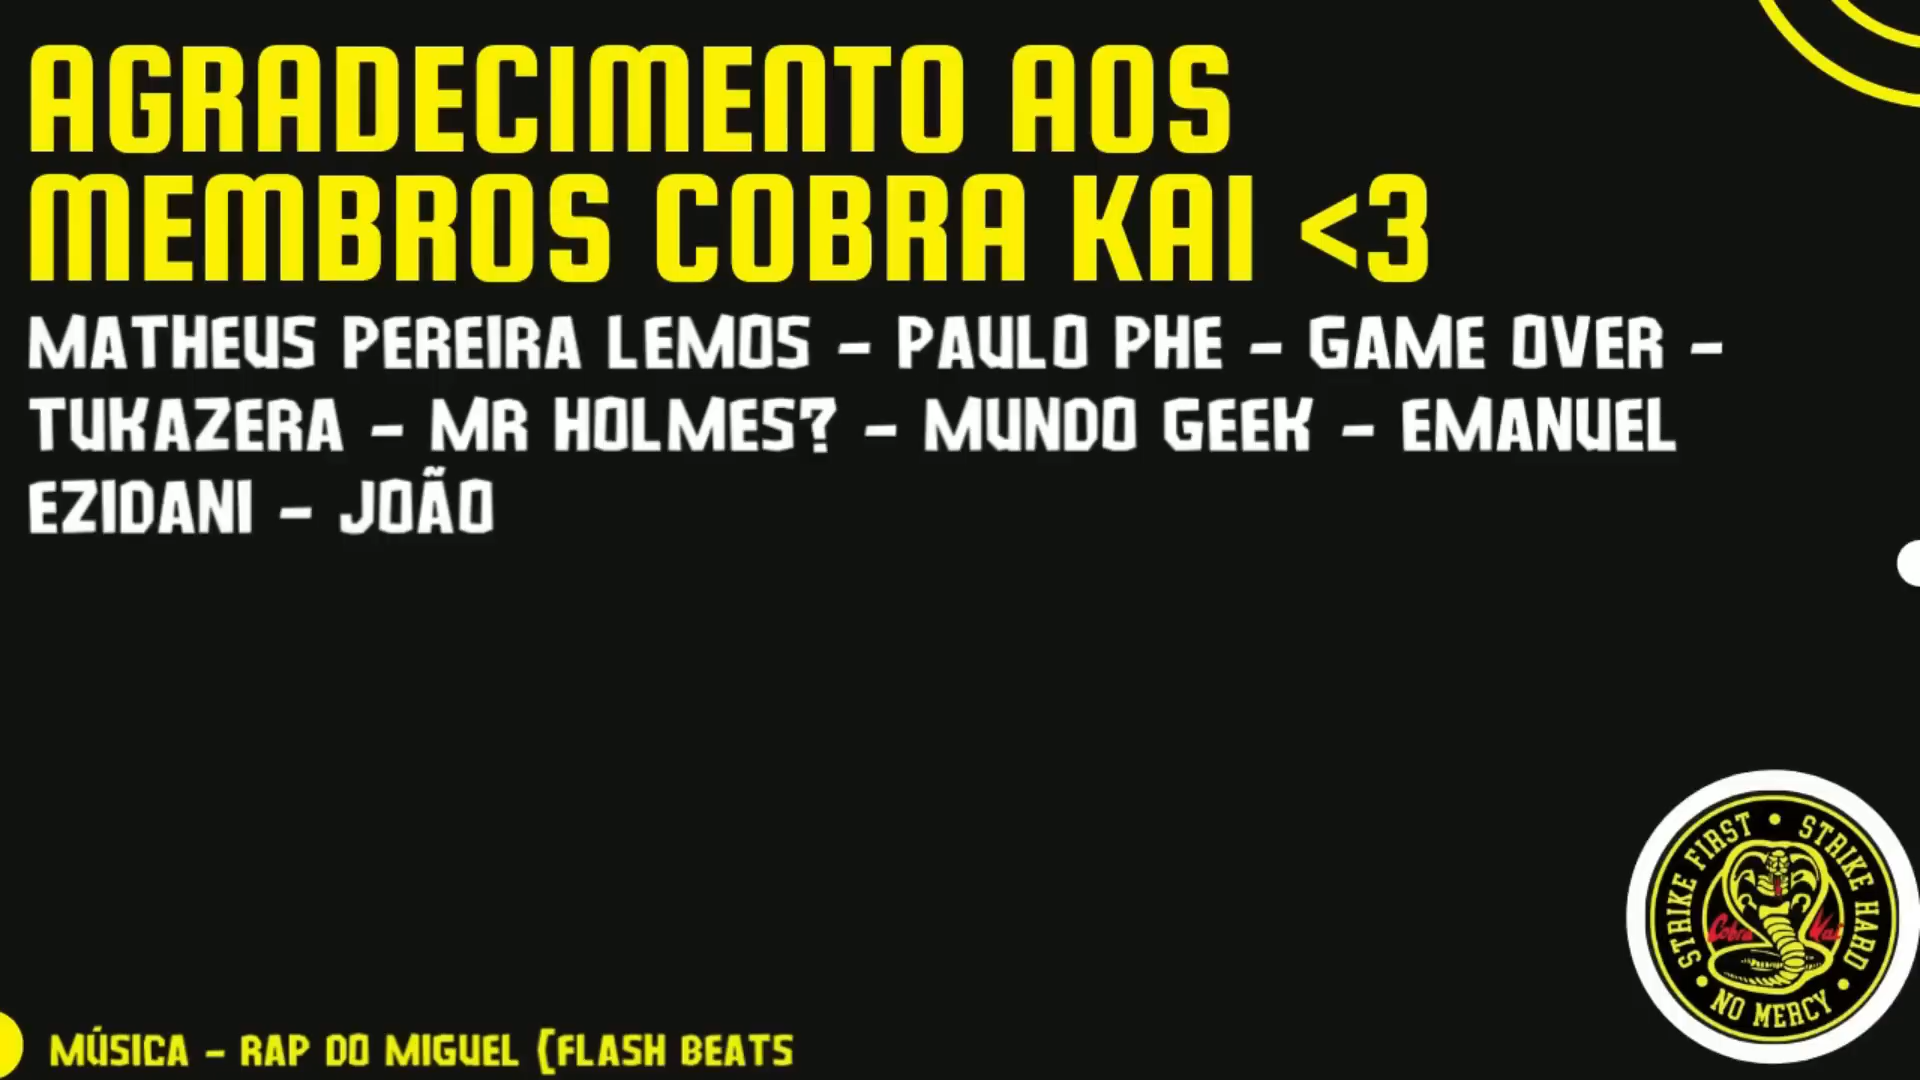 AGRADECIMENTO AOS
MEMBROS COBRA KAI <3
MATHEUS PEREIRA LEMOS - PAULO PHE - GAME OVER -
TUKAZERA - MR HOLMES? - MUNDO GEEK - EMANUEL
EZIDANI - JOÃO
STRIKE FIRST • STRIKE HARD • NO MERCY •
Cobra Kai
MÚSICA - RAP DO MIGUEL (FLASH BEATS